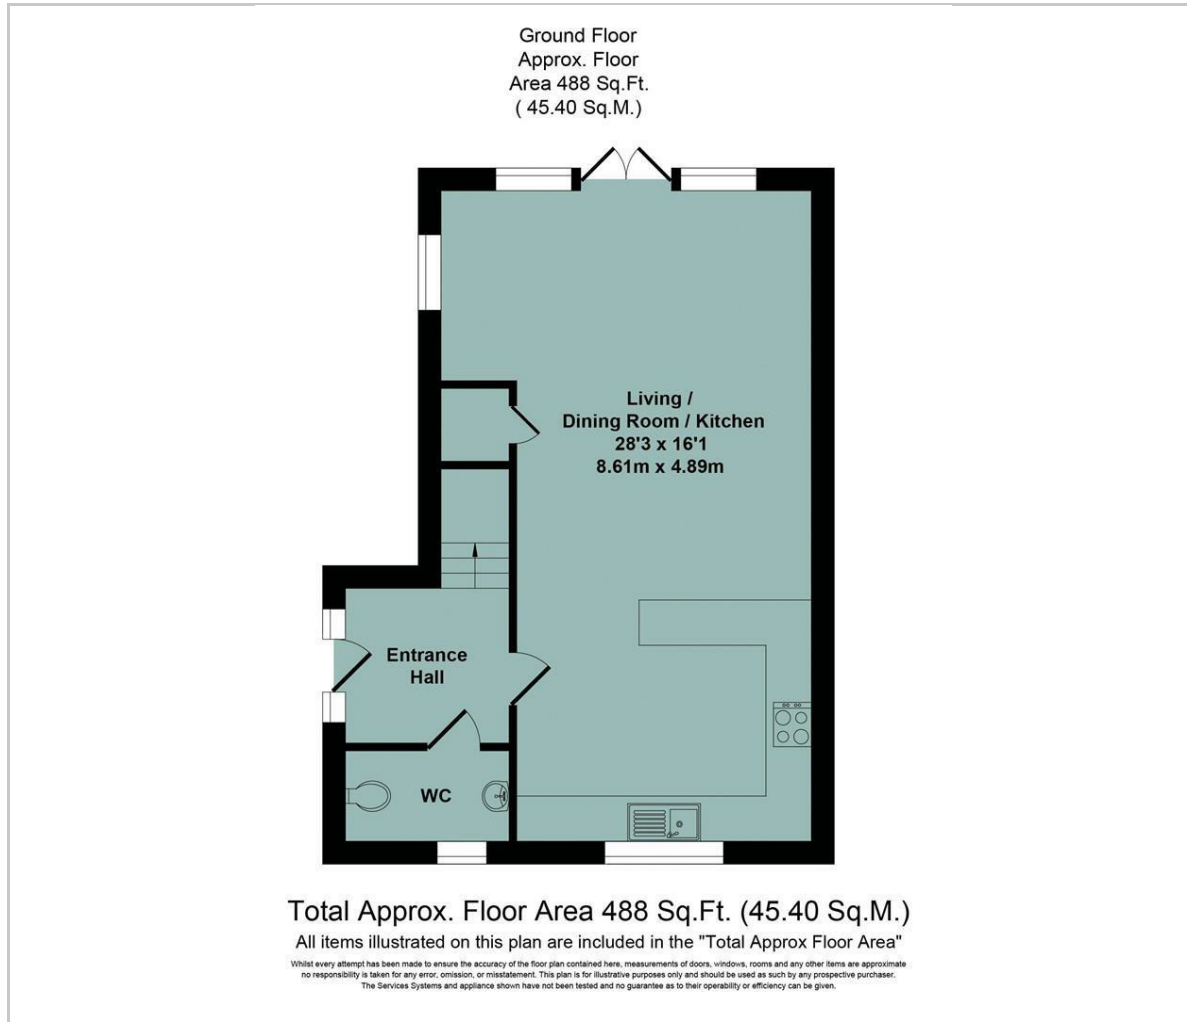 Ground Floor
Approx. Floor
Area 488 Sq.Ft.
( 45.40 Sq.M.)
Living /
Dining Room / Kitchen
28'3 x 16'1
8.61m x 4.89m
Entrance
Hall
WC
Total Approx. Floor Area 488 Sq.Ft. (45.40 Sq.M.)
All items illustrated on this plan are included in the "Total Approx Floor Area"
Whilst every attempt has been made to ensure the accuracy of the floor plan contained here, measurements of doors, windows, rooms and any other items are approximate
no responsibility is taken for any error, omission, or misstatement. This plan is for illustrative purposes only and should be used as such by any prospective purchaser.
The Services Systems and appliance shown have not been tested and no guarantee as to their operability or efficiency can be given.